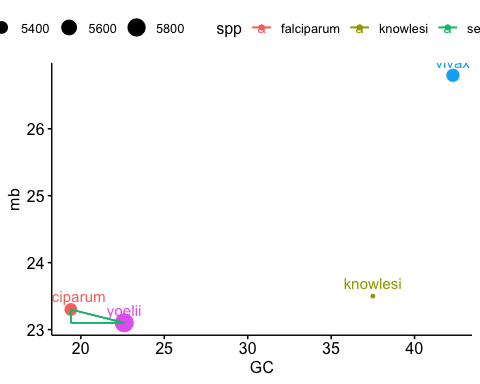 5400 5600 5800 spp a falciparum a knowlesi a se
vivax
26
25
mb
24
knowlesi
ciparum
yoelii
23
20 25 30 35 40
GC